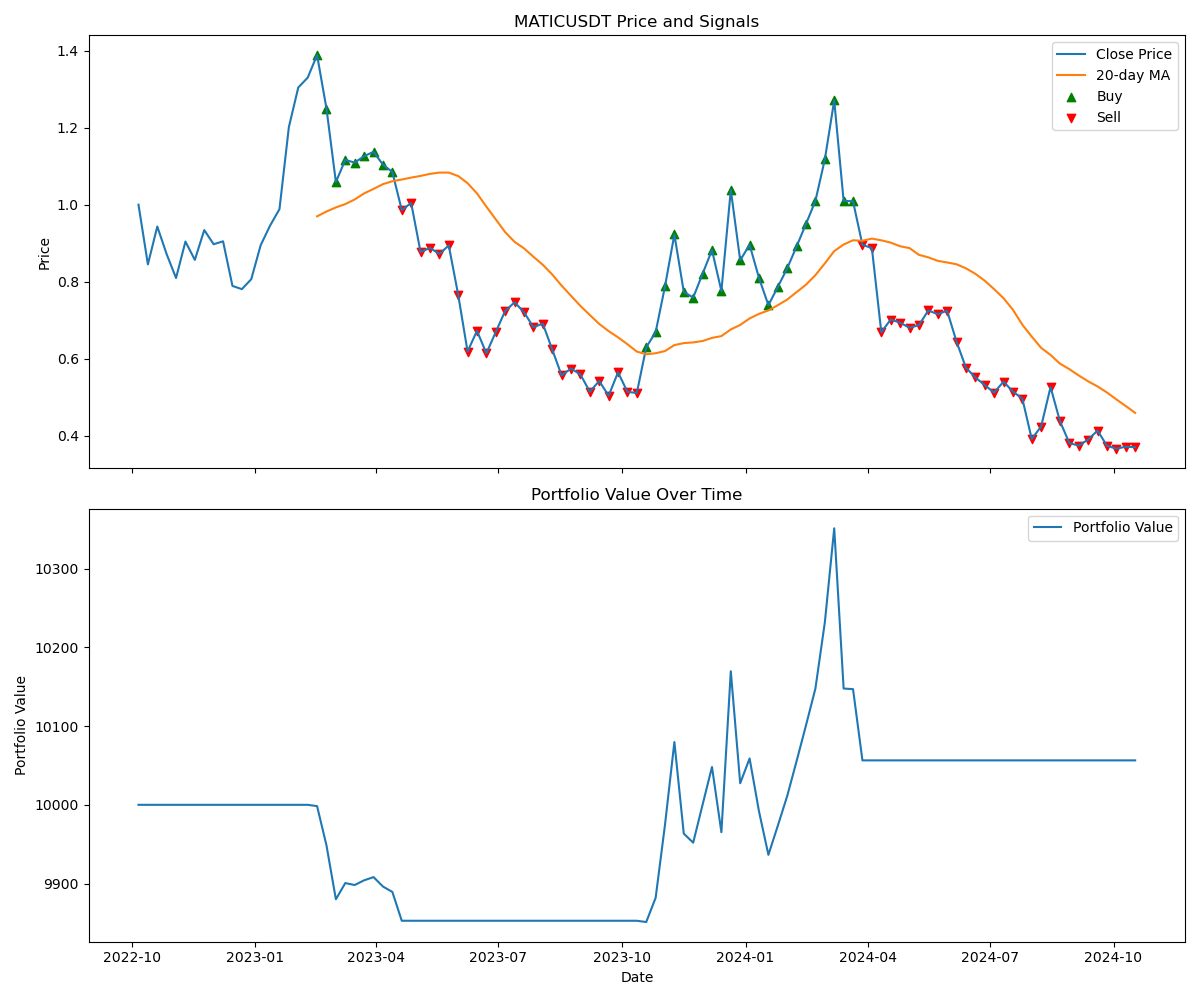 MATICUSDT Price and Signals
Price
1.4
1.2
1.0
0.8
0.6
0.4
Close Price
20-day MA
Buy
Sell
Portfolio Value Over Time
Portfolio Value
10300
10200
10100
10000
9900
Portfolio Value
2022-10
2023-01
2023-04
2023-07
2023-10
2024-01
2024-04
2024-07
2024-10
Date